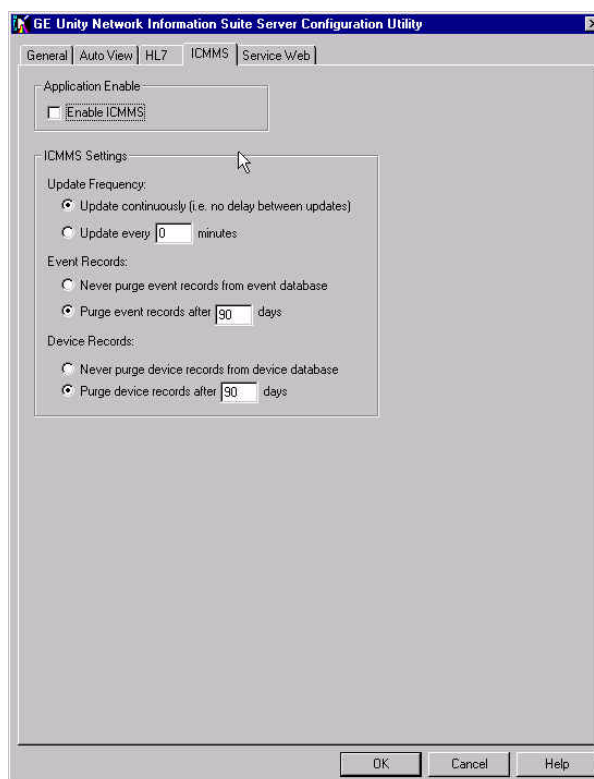 GE Unity Network Information Suite Server Configuration Utility
General Auto View HL7 ICMMS Service Web
Application Enable
Enable ICMMS
ICMMS Settings
Update Frequency:
Update continuously (i.e. no delay between updates)
Update every 0 minutes
Event Records:
Never purge event records from event database
Purge event records after 90 days
Device Records:
Never purge device records from device database
Purge device records after 90 days
OK Cancel Help